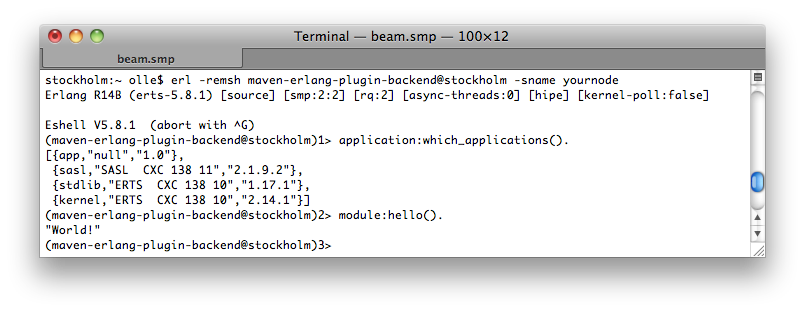 Terminal — beam.smp — 100×12
beam.smp
stockholm:~ olle$ erl -remsh maven-erlang-plugin-backend@stockholm -sname yournode
Erlang R14B (erts-5.8.1) [source] [smp:2:2] [rq:2] [async-threads:0] [hipe] [kernel-poll:false]
Eshell V5.8.1  (abort with ^G)
(maven-erlang-plugin-backend@stockholm)1> application:which_applications().
[{app,"null","1.0"},
 {sasl,"SASL  CXC 138 11","2.1.9.2"},
 {stdlib,"ERTS  CXC 138 10","1.17.1"},
 {kernel,"ERTS  CXC 138 10","2.14.1"}]
(maven-erlang-plugin-backend@stockholm)2> module:hello().
"World!"
(maven-erlang-plugin-backend@stockholm)3>